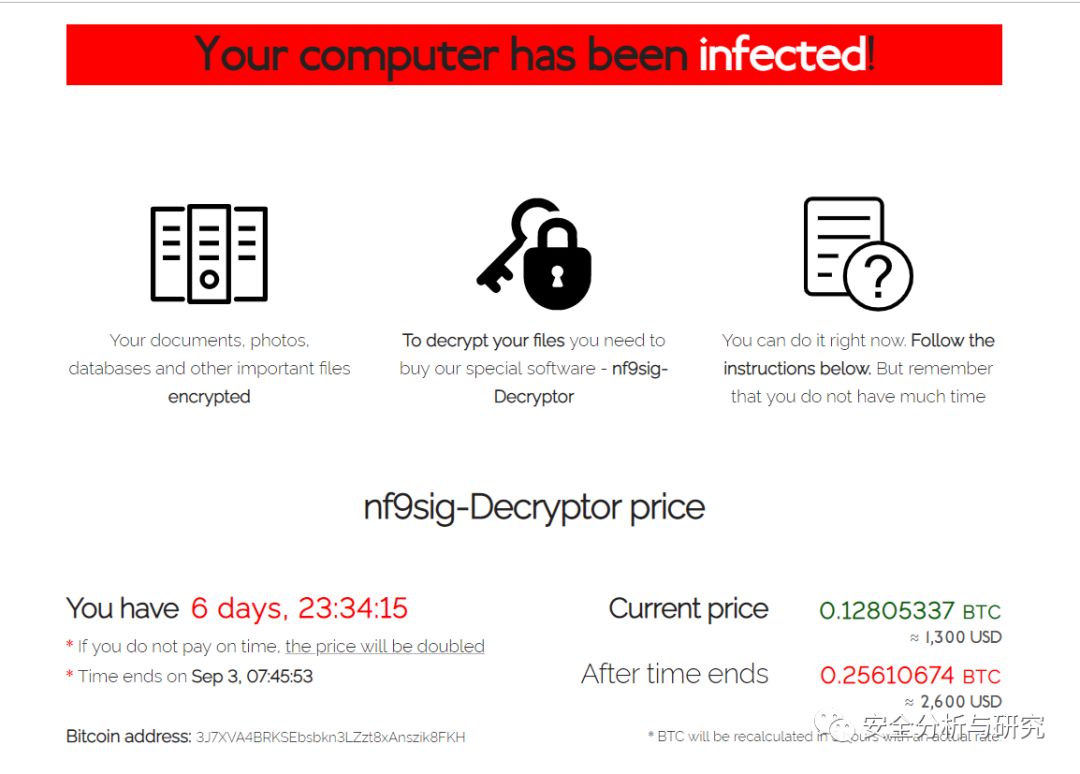 Your computer has been infected!
Your documents, photos,
databases and other important files
encrypted
To decrypt your files you need to
buy our special software - nf9sig-
Decryptor
You can do it right now. Follow the
instructions below. But remember
that you do not have much time
nf9sig-Decryptor price
You have 6 days, 23:34:15
* If you do not pay on time, the price will be doubled
* Time ends on Sep 3, 07:45:53
Current price 0.12805337 BTC
≈ 1,300 USD
After time ends 0.25610674 BTC
≈ 2,600 USD
Bitcoin address: 3J7XVA4BRKSEbsbkn3LZzt8xAnszik8FKH
* BTC will be recalculated in hours with an actual rate.
安全分析与研究